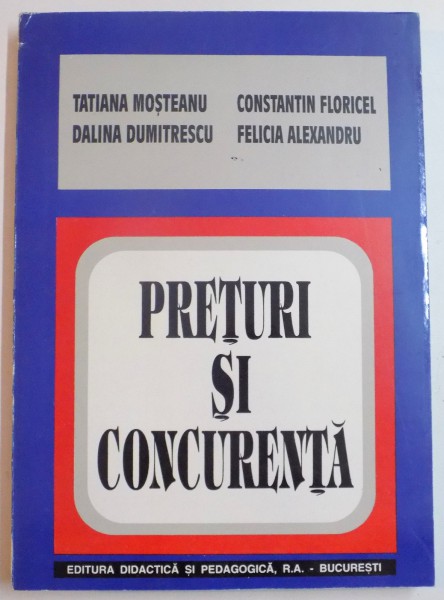 TATIANA MOȘTEANU CONSTANTIN FLORICEL
DALINA DUMITRESCU FELICIA ALEXANDRU
PREȚURI
ȘI
CONCURENȚĂ
EDITURA DIDACTICĂ ȘI PEDAGOGICĂ, R.A. - BUCUREȘTI